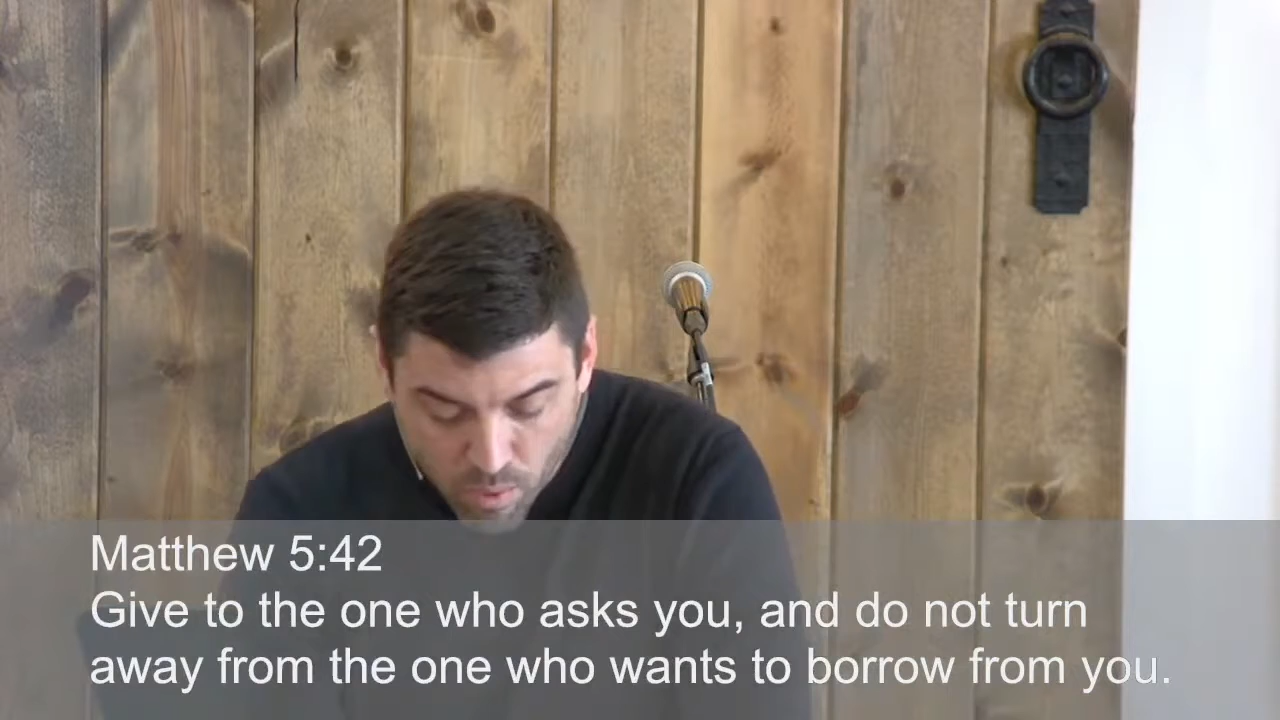 Matthew 5:42
Give to the one who asks you, and do not turn
away from the one who wants to borrow from you.